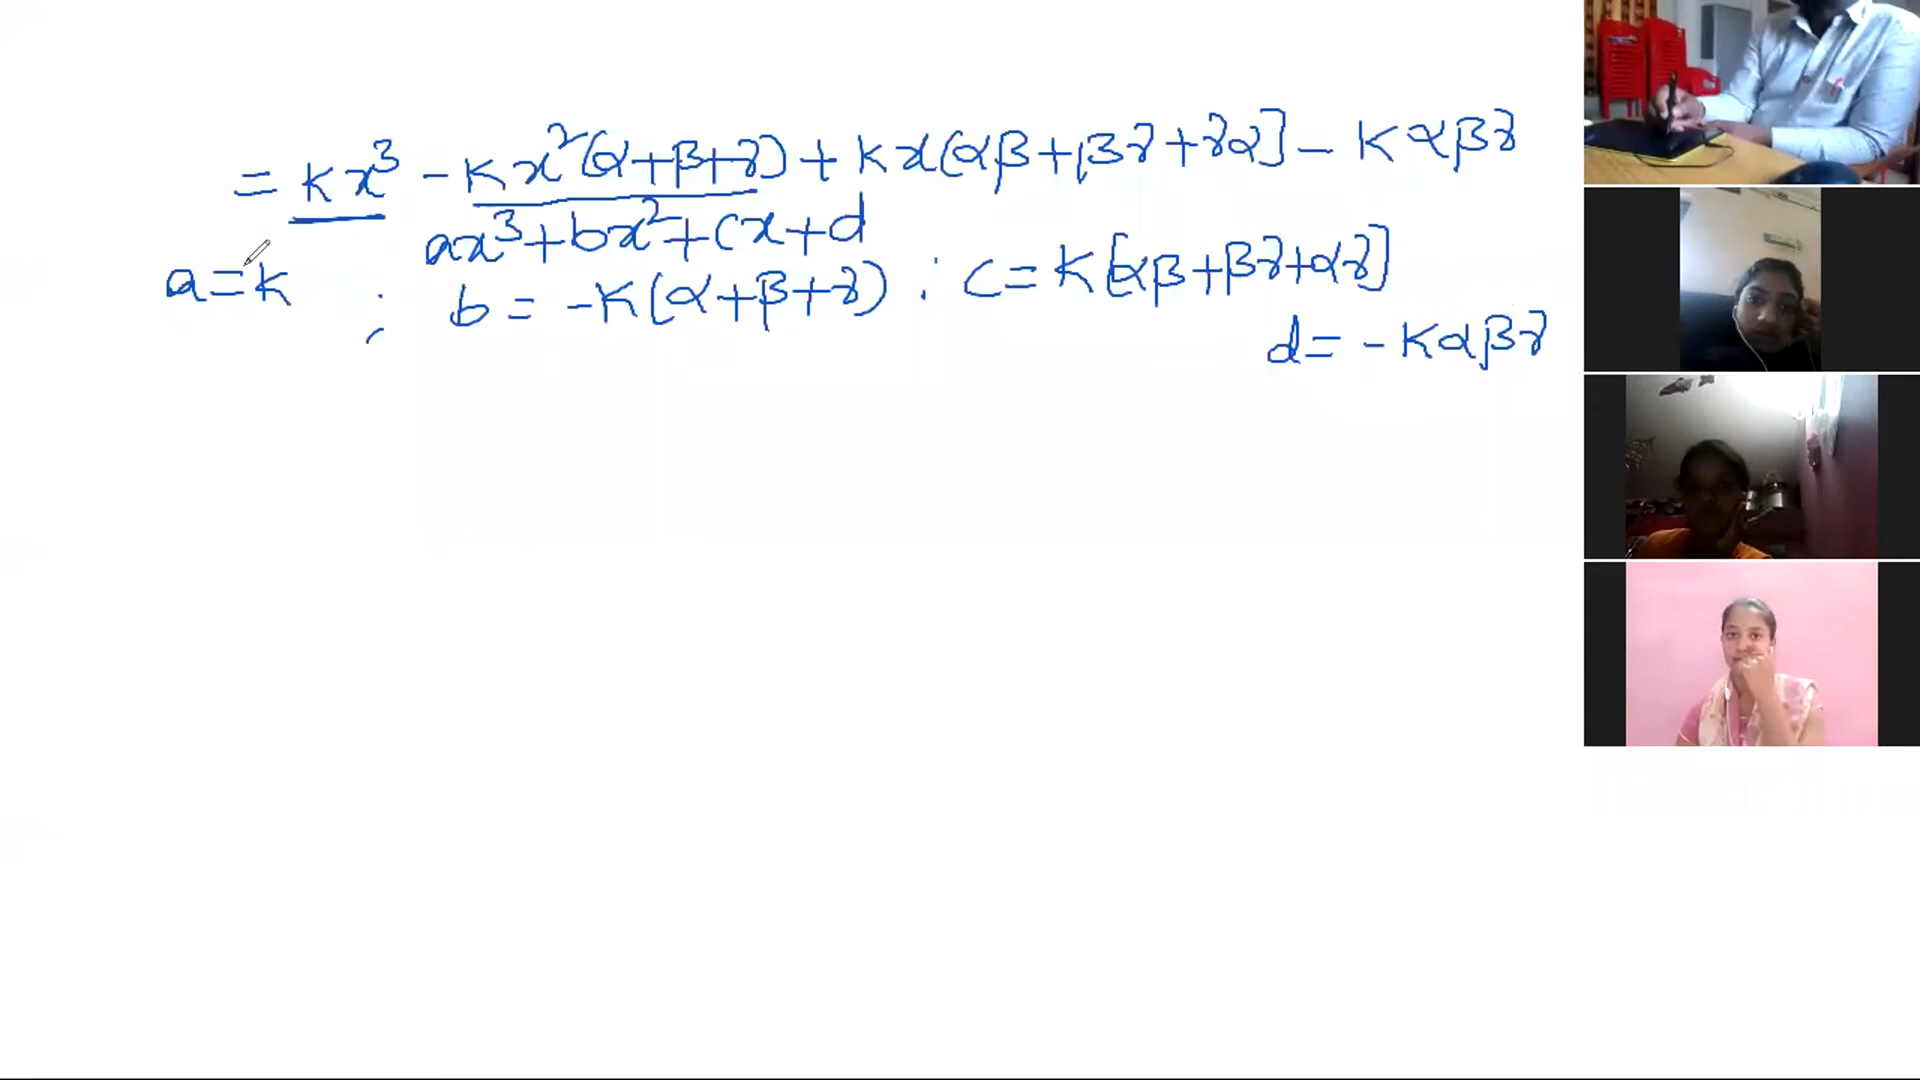 = kx³ - kx²(α+β+γ) + kx[αβ+βγ+γα] - kαβγ
ax³+bx²+cx+d
a=k ; b = -k(α+β+γ) ; c = k[αβ+βγ+αγ]
d = -kαβγ